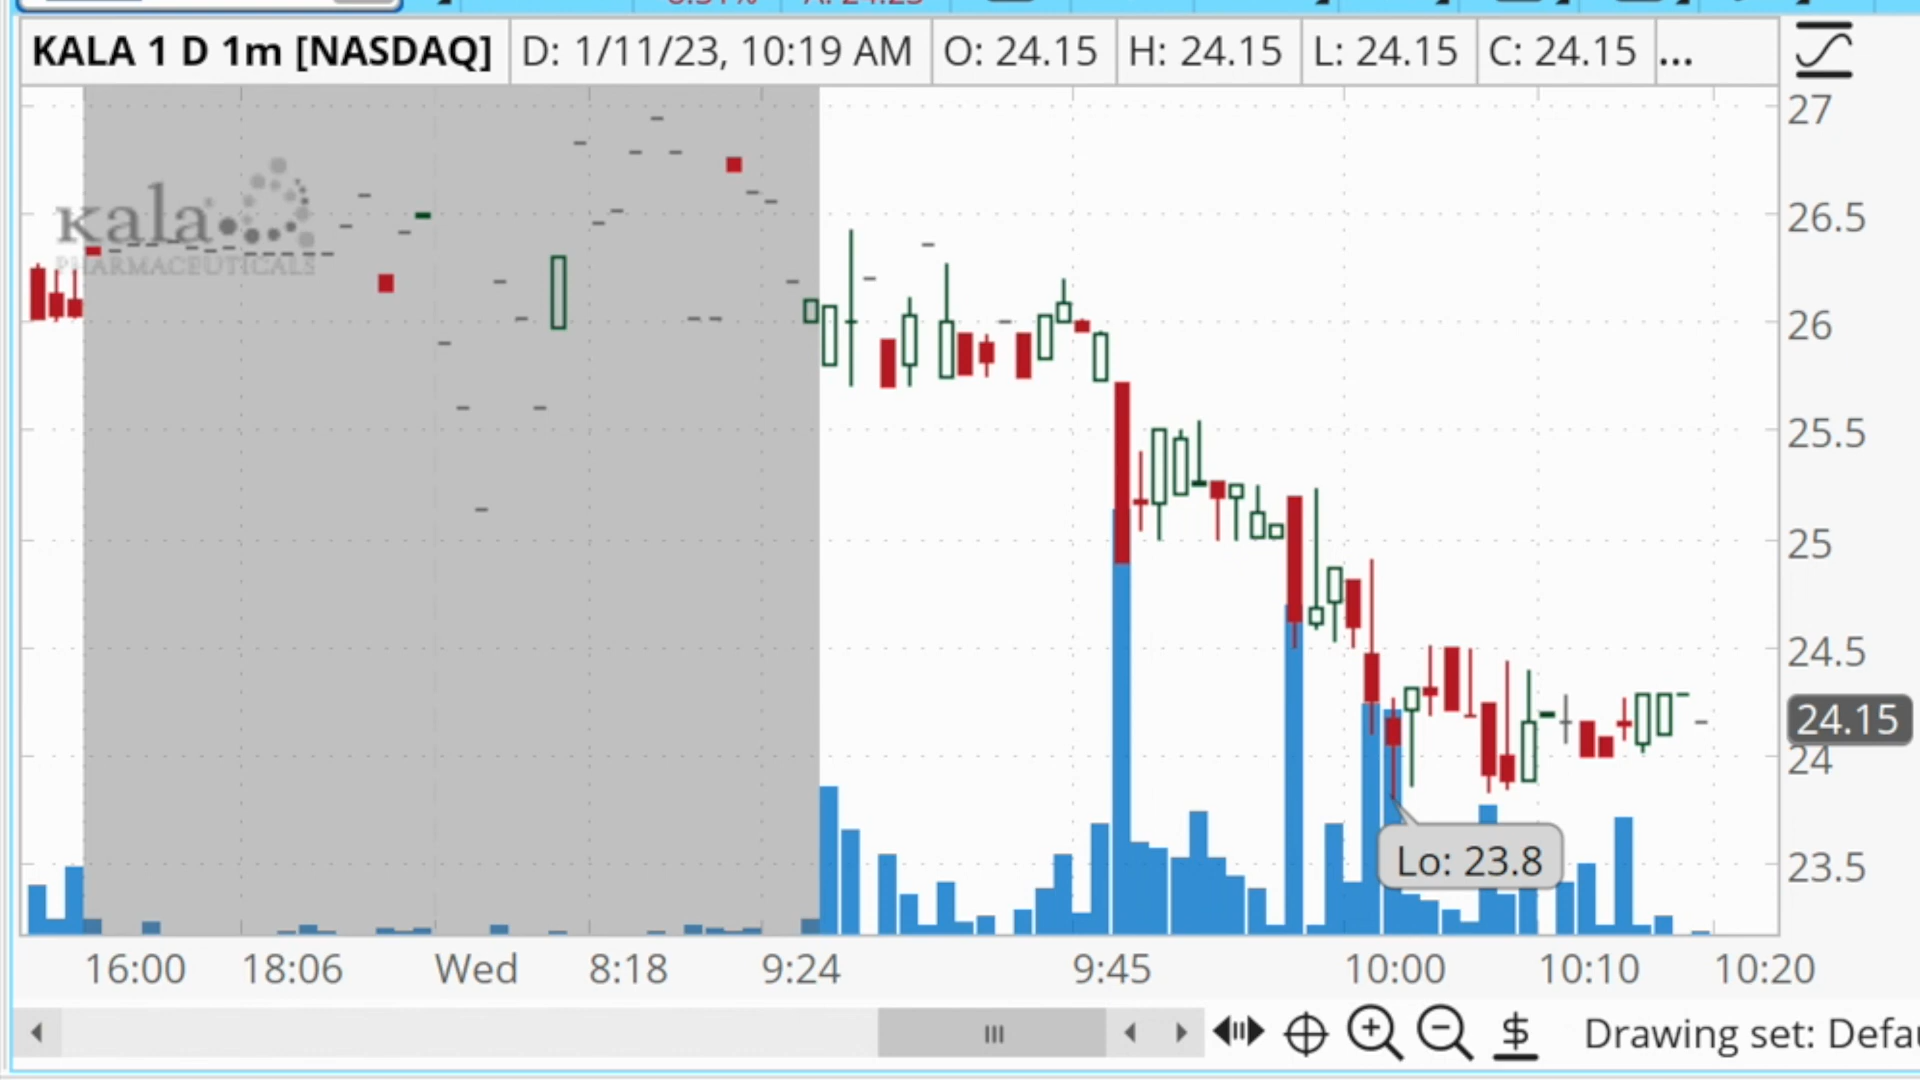 KALA 1 D 1m [NASDAQ] D: 1/11/23, 10:19 AM O: 24.15 H: 24.15 L: 24.15 C: 24.15 ...
27
26.5
26
25.5
25
24.5
24.15
24
23.5
kala
PHARMACEUTICALS
Lo: 23.8
16:00 18:06 Wed 8:18 9:24 9:45 10:00 10:10 10:20
Drawing set: Defau